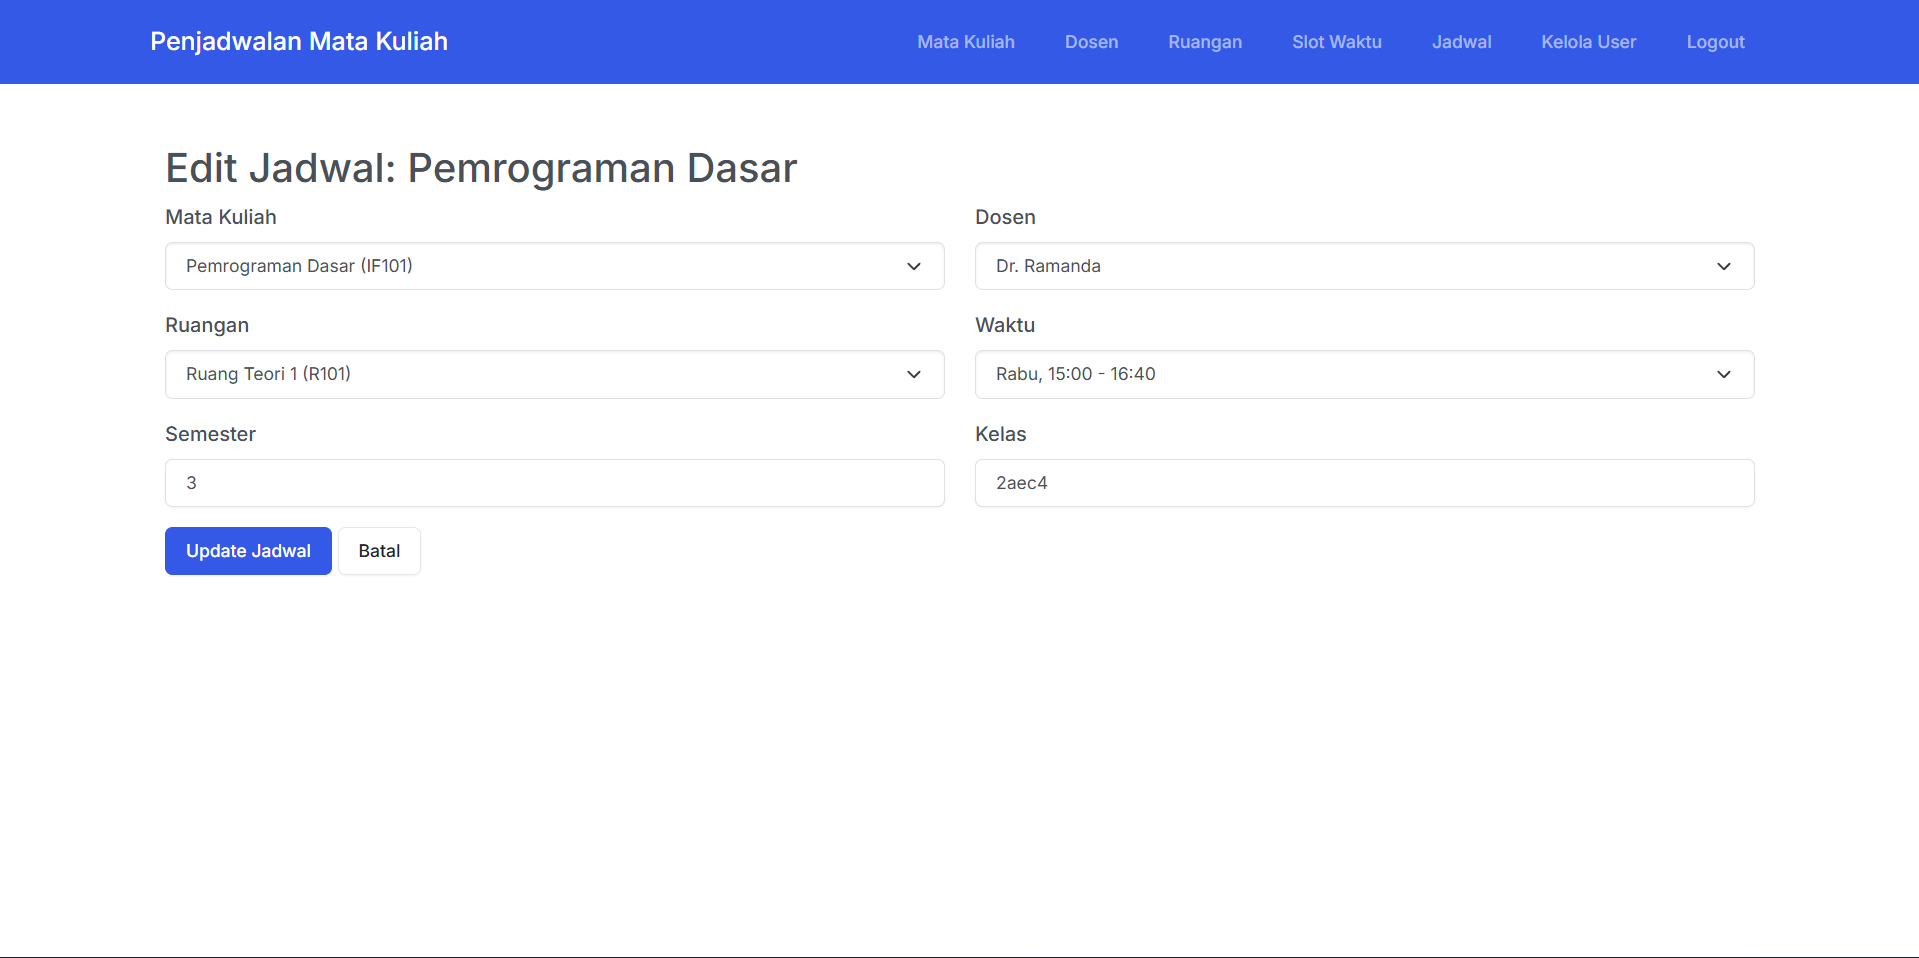 Penjadwalan Mata Kuliah
Mata Kuliah
Dosen
Ruangan
Slot Waktu
Jadwal
Kelola User
Logout
Edit Jadwal: Pemrograman Dasar
Mata Kuliah
Pemrograman Dasar (IF101)
Dosen
Dr. Ramanda
Ruangan
Ruang Teori 1 (R101)
Waktu
Rabu, 15:00 - 16:40
Semester
3
Kelas
2aec4
Update Jadwal
Batal